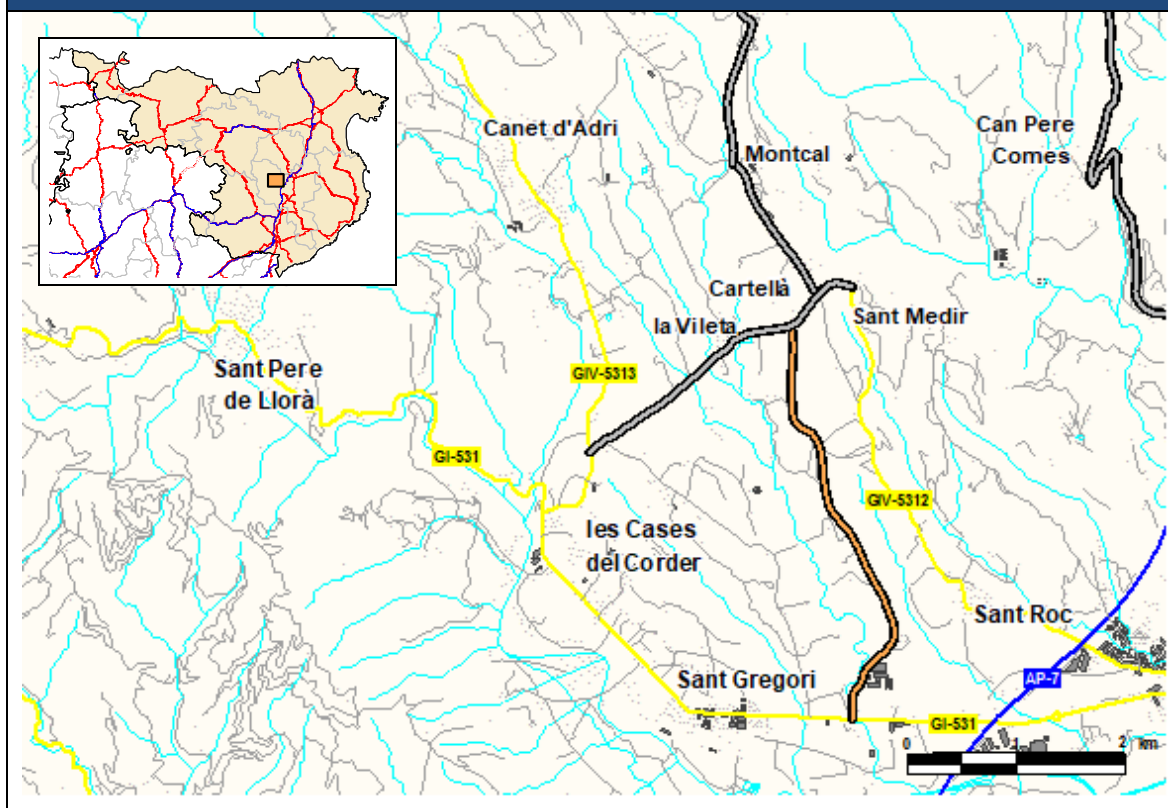 Canet d'Adri
Can Pere
Comes
Montcal
Cartellà
Sant Medir
la Vileta
Sant Pere
de Llorà
GIV-5313
GI-531
GIV-5312
les Cases
del Corder
Sant Roc
Sant Gregori
AP-7
GI-531
0 1 2 km